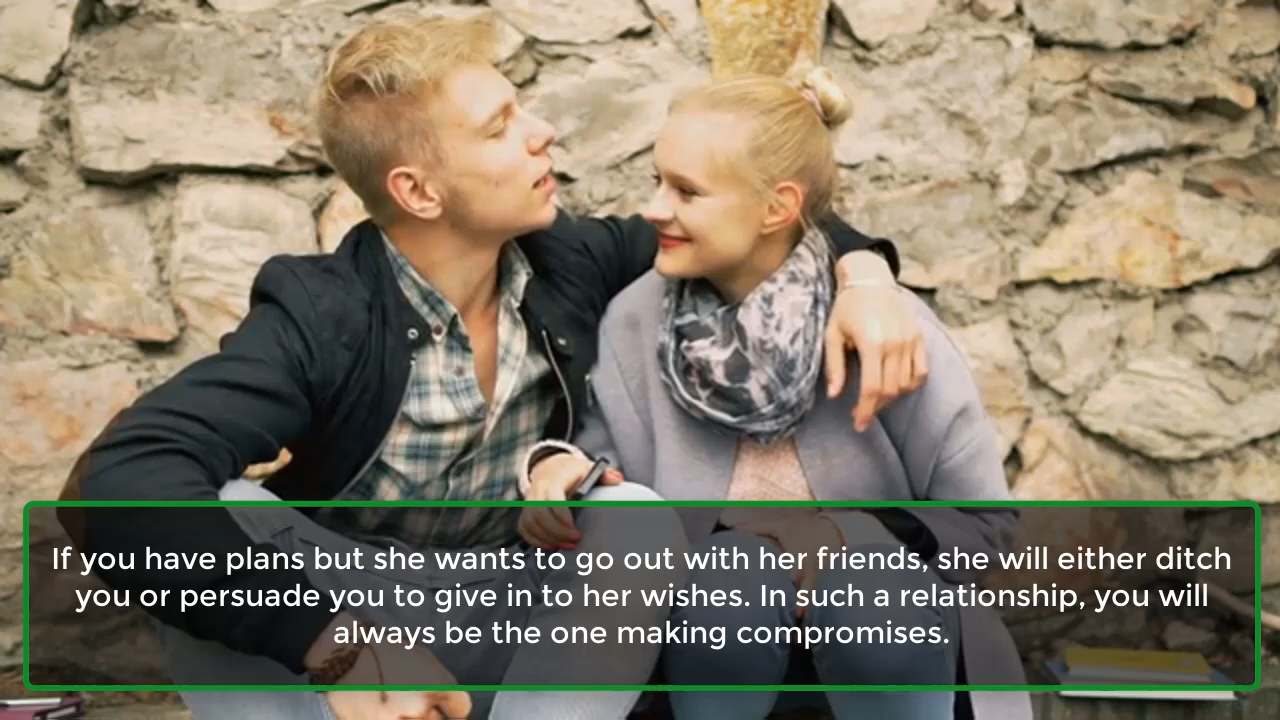 If you have plans but she wants to go out with her friends, she will either ditch
you or persuade you to give in to her wishes. In such a relationship, you will
always be the one making compromises.